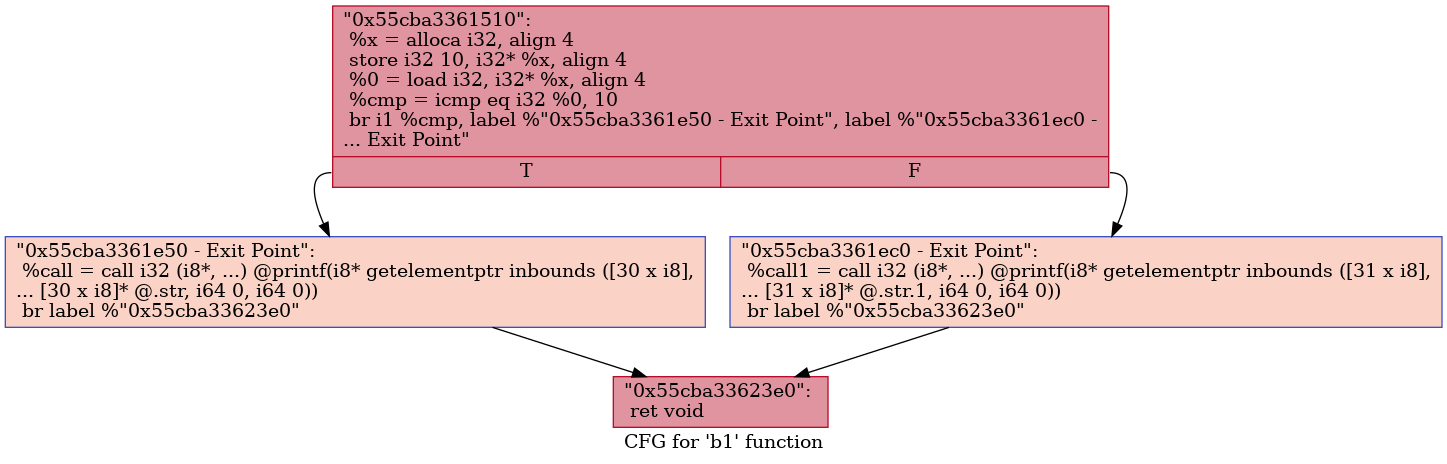 "0x55cba3361510":
%x = alloca i32, align 4
store i32 10, i32* %x, align 4
%0 = load i32, i32* %x, align 4
%cmp = icmp eq i32 %0, 10
br i1 %cmp, label %"0x55cba3361e50 - Exit Point", label %"0x55cba3361ec0 -
... Exit Point"
T
F
"0x55cba3361e50 - Exit Point":
%call = call i32 (i8*, ...) @printf(i8* getelementptr inbounds ([30 x i8],
... [30 x i8]* @.str, i64 0, i64 0))
br label %"0x55cba33623e0"
"0x55cba3361ec0 - Exit Point":
%call1 = call i32 (i8*, ...) @printf(i8* getelementptr inbounds ([31 x i8],
... [31 x i8]* @.str.1, i64 0, i64 0))
br label %"0x55cba33623e0"
"0x55cba33623e0":
ret void
CFG for 'b1' function